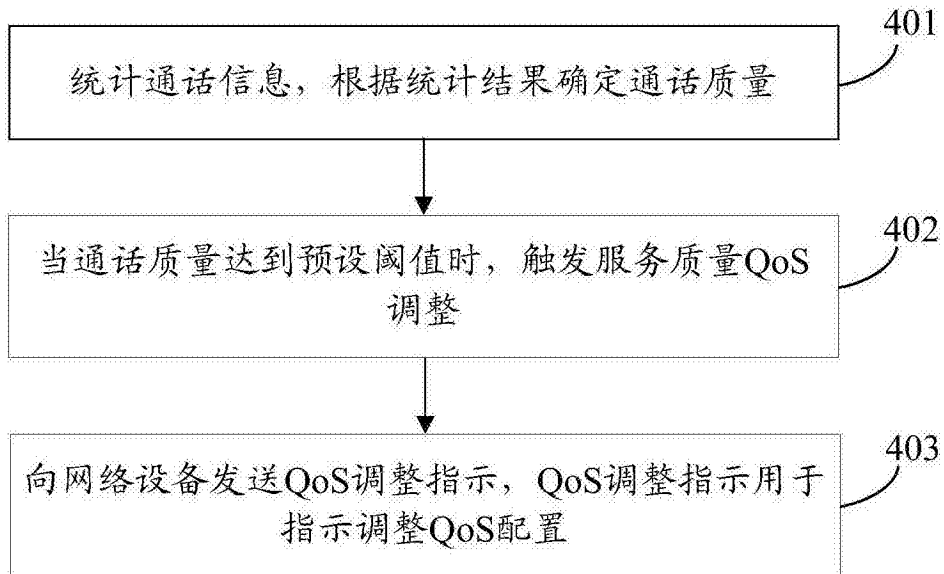 401
统计通话信息，根据统计结果确定通话质量
402
当通话质量达到预设阈值时，触发服务质量QoS
调整
403
向网络设备发送QoS调整指示，QoS调整指示用于
指示调整QoS配置